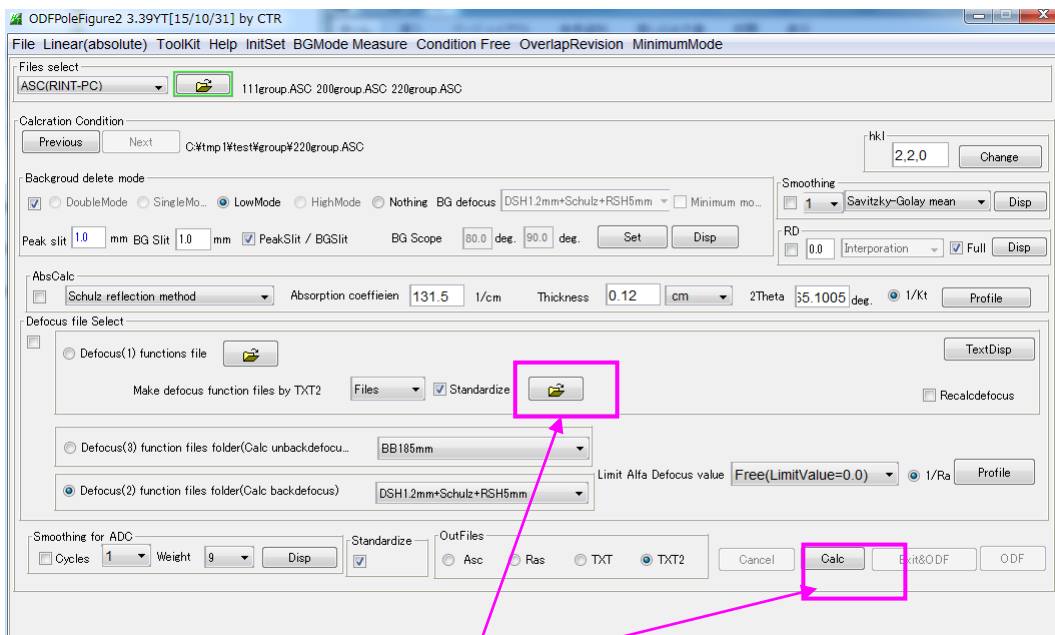 ODFPoleFigure2 3.39YT[15/10/31] by CTR
File Linear(absolute) ToolKit Help InitSet BGMode Measure Condition Free OverlapRevision MinimumMode
Files select
ASC(RINT-PC) 111group.ASC 200group.ASC 220group.ASC
Calcration Condition
Previous Next C:¥tmp1¥test¥group¥220group.ASC hkl 2,2,0 Change
Backgroud delete mode
DoubleMode SingleMo... LowMode HighMode Nothing BG defocus DSH1.2mm+Schulz+RSH5mm Minimum mo...
Peak slit 1.0 mm BG Slit 1.0 mm PeakSlit / BGSlit BG Scope 80.0 deg. 90.0 deg. Set Disp
Smoothing
1 Savitzky-Golay mean Disp
RD
0.0 Interporation Full Disp
AbsCalc
Schulz reflection method Absorption coeffieien 131.5 1/cm Thickness 0.12 cm 2Theta 65.1005 deg. 1/Kt Profile
Defocus file Select
Defocus(1) functions file TextDisp
Make defocus function files by TXT2 Files Standardize Recalcdefocus
Defocus(3) function files folder(Calc unbackdefocu... BB185mm
Defocus(2) function files folder(Calc backdefocus) DSH1.2mm+Schulz+RSH5mm
Limit Alfa Defocus value Free(LimitValue=0.0) 1/Ra Profile
Smoothing for ADC
Cycles 1 Weight 9 Disp
Standardize
OutFiles
Asc Ras TXT TXT2
Cancel Calc Exit&ODF ODF